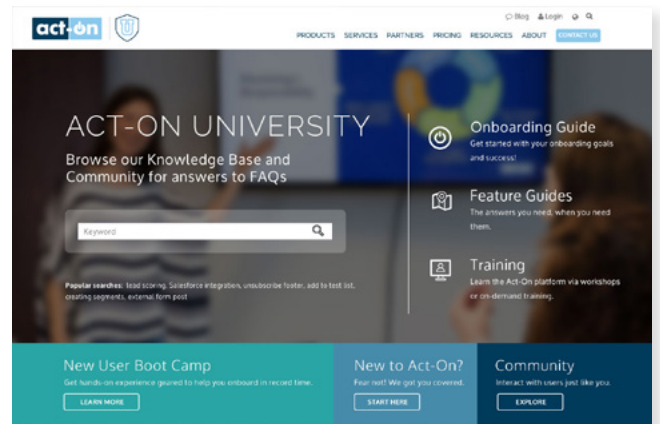 Blog Login
act-on U
PRODUCTS SERVICES PARTNERS PRICING RESOURCES ABOUT CONTACT US
ACT-ON UNIVERSITY
Browse our Knowledge Base and
Community for answers to FAQs
Keyword
Popular searches: lead scoring, Salesforce integration, unsubscribe footer, add to test list,
creating segments, external form post
Onboarding Guide
Get started with your onboarding goals
and success!
Feature Guides
The answers you need, when you need
them.
Training
Learn the Act-On platform via workshops
or on-demand training.
New User Boot Camp
Get hands-on experience geared to help you onboard in record time.
LEARN MORE
New to Act-On?
Fear not! We got you covered.
START HERE
Community
Interact with users just like you.
EXPLORE